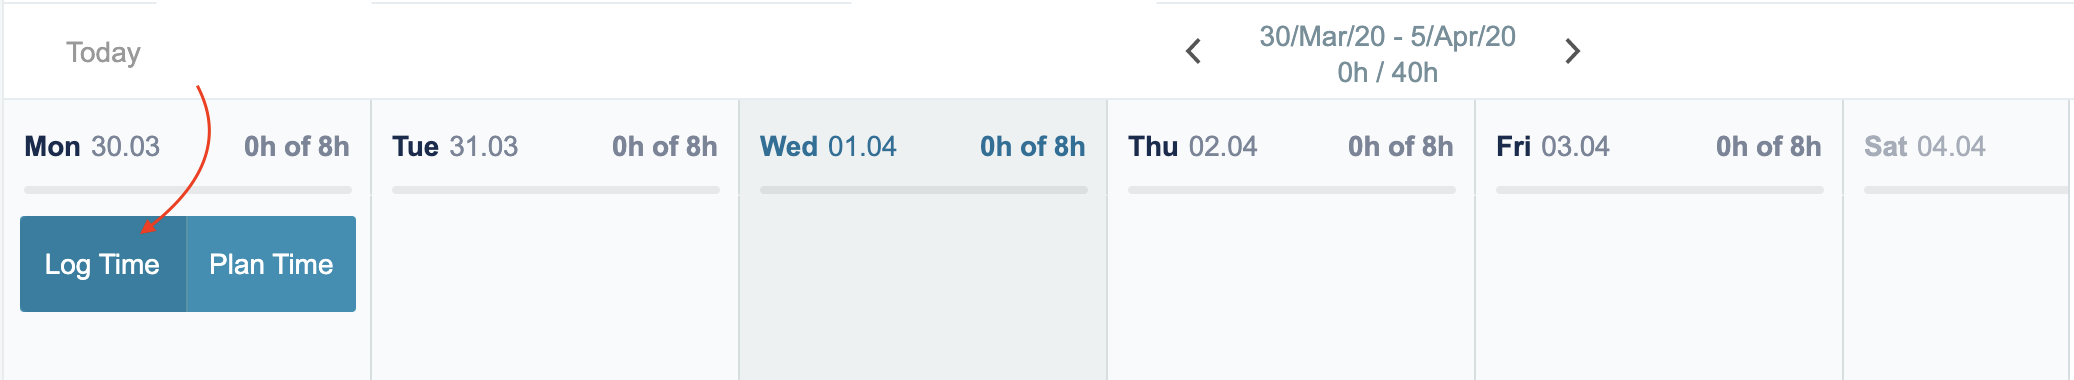 Today
30/Mar/20 - 5/Apr/20
0h / 40h
Mon 30.03 0h of 8h
Tue 31.03 0h of 8h
Wed 01.04 0h of 8h
Thu 02.04 0h of 8h
Fri 03.04 0h of 8h
Sat 04.04
Log Time
Plan Time